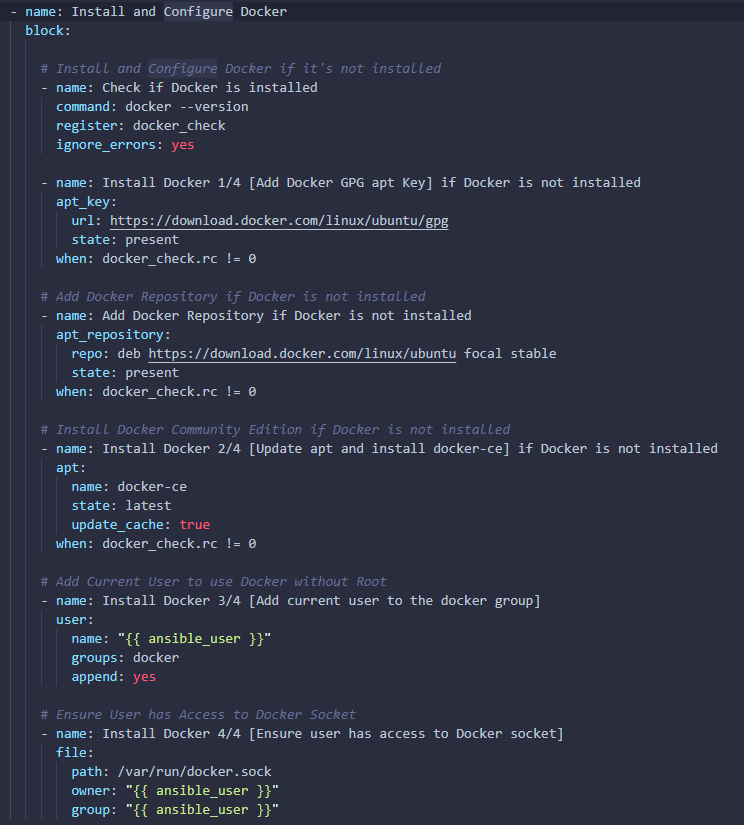 - name: Install and Configure Docker
  block:

    # Install and Configure Docker if it's not installed
    - name: Check if Docker is installed
      command: docker --version
      register: docker_check
      ignore_errors: yes

    - name: Install Docker 1/4 [Add Docker GPG apt Key] if Docker is not installed
      apt_key:
        url: https://download.docker.com/linux/ubuntu/gpg
        state: present
      when: docker_check.rc != 0

    # Add Docker Repository if Docker is not installed
    - name: Add Docker Repository if Docker is not installed
      apt_repository:
        repo: deb https://download.docker.com/linux/ubuntu focal stable
        state: present
      when: docker_check.rc != 0

    # Install Docker Community Edition if Docker is not installed
    - name: Install Docker 2/4 [Update apt and install docker-ce] if Docker is not installed
      apt:
        name: docker-ce
        state: latest
        update_cache: true
      when: docker_check.rc != 0

    # Add Current User to use Docker without Root
    - name: Install Docker 3/4 [Add current user to the docker group]
      user:
        name: "{{ ansible_user }}"
        groups: docker
        append: yes

    # Ensure User has Access to Docker Socket
    - name: Install Docker 4/4 [Ensure user has access to Docker socket]
      file:
        path: /var/run/docker.sock
        owner: "{{ ansible_user }}"
        group: "{{ ansible_user }}"